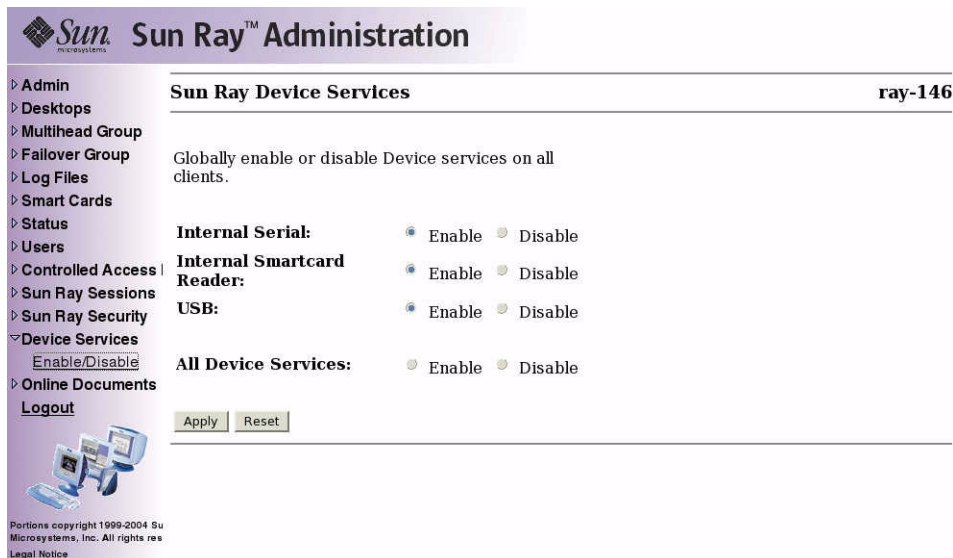 Sun microsystems Sun Ray™ Administration
Admin
Desktops
Multihead Group
Failover Group
Log Files
Smart Cards
Status
Users
Controlled Access
Sun Ray Sessions
Sun Ray Security
Device Services
Enable/Disable
Online Documents
Logout
Portions copyright 1999-2004 Su
Microsystems, Inc. All rights res
Legal Notice
Sun Ray Device Services ray-146
Globally enable or disable Device services on all
clients.
Internal Serial: Enable Disable
Internal Smartcard
Reader: Enable Disable
USB: Enable Disable
All Device Services: Enable Disable
Apply Reset